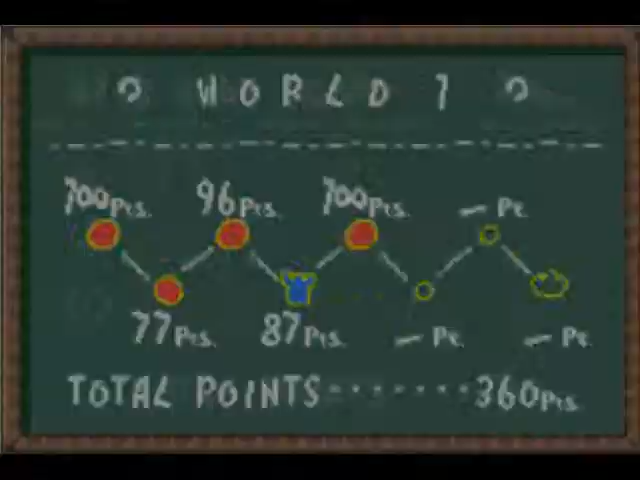 WORLD 1
100Pts. 96Pts. 100Pts. — Pt.
77Pts. 87Pts. — Pt. — Pt.
TOTAL POINTS········360Pts.